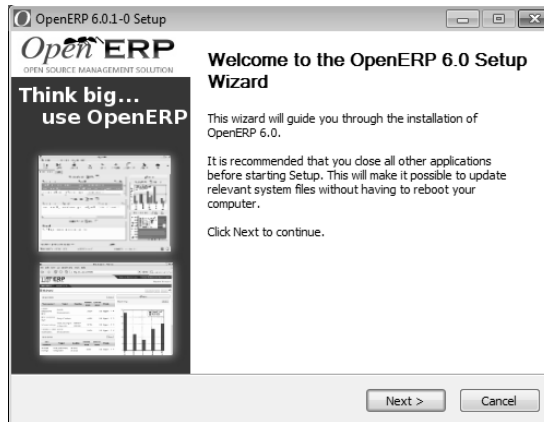 OpenERP 6.0.1-0 Setup
Open ERP
OPEN SOURCE MANAGEMENT SOLUTION
Think big...
use OpenERP
Welcome to the OpenERP 6.0 Setup
Wizard
This wizard will guide you through the installation of
OpenERP 6.0.
It is recommended that you close all other applications
before starting Setup. This will make it possible to update
relevant system files without having to reboot your
computer.
Click Next to continue.
Next >
Cancel